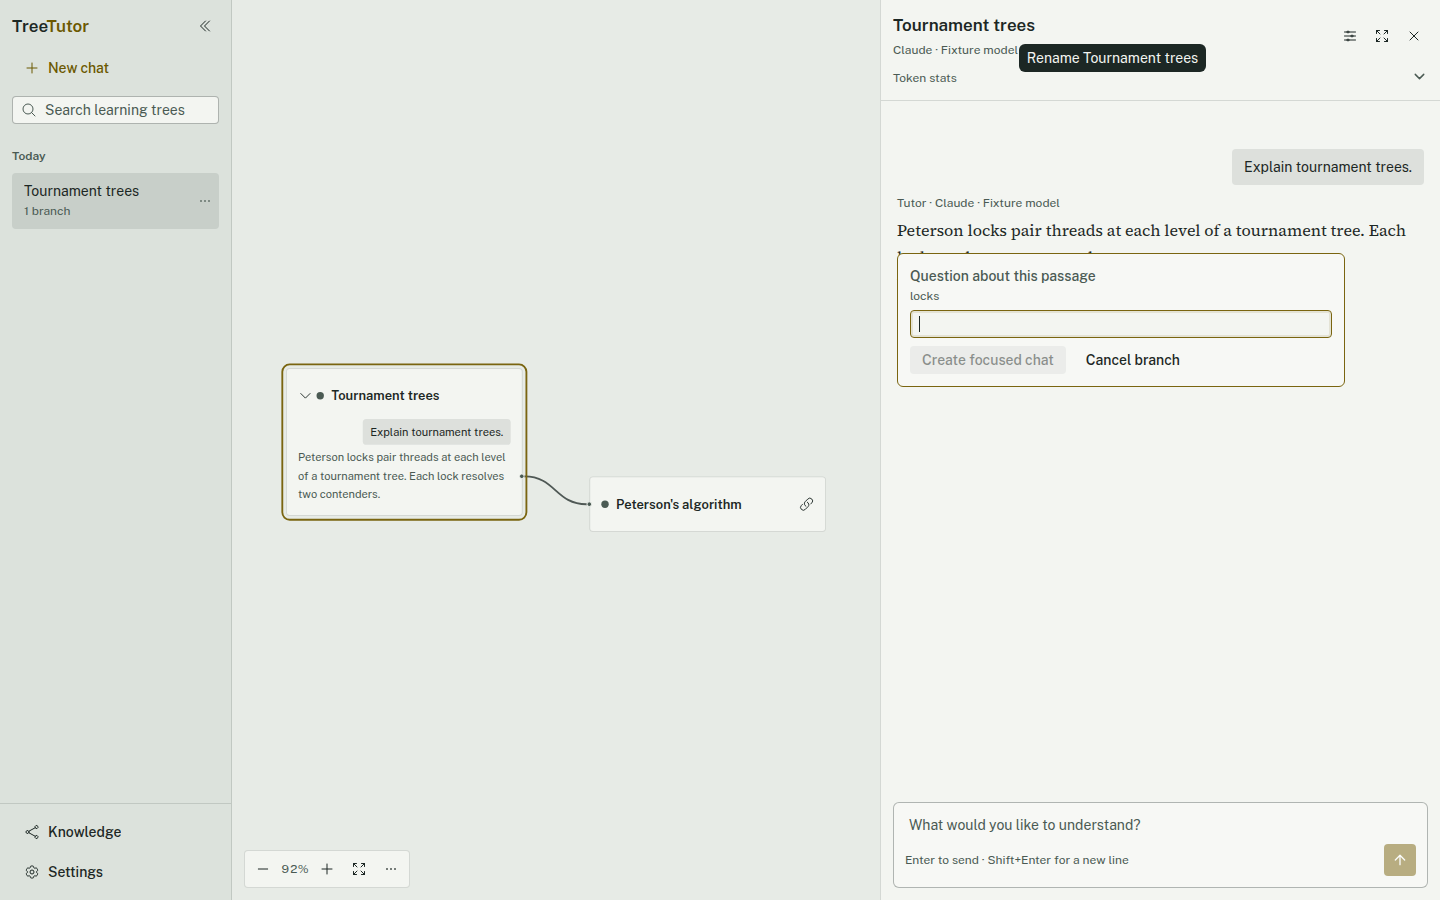 TreeTutor
New chat
Search learning trees
Today
Tournament trees
1 branch
Knowledge
Settings
Tournament trees
Explain tournament trees.
Peterson locks pair threads at each level
of a tournament tree. Each lock resolves
two contenders.
Peterson's algorithm
92%
Tournament trees
Claude · Fixture model
Rename Tournament trees
Token stats
Explain tournament trees.
Tutor · Claude · Fixture model
Peterson locks pair threads at each level of a tournament tree. Each
Question about this passage
locks
Create focused chat
Cancel branch
What would you like to understand?
Enter to send · Shift+Enter for a new line